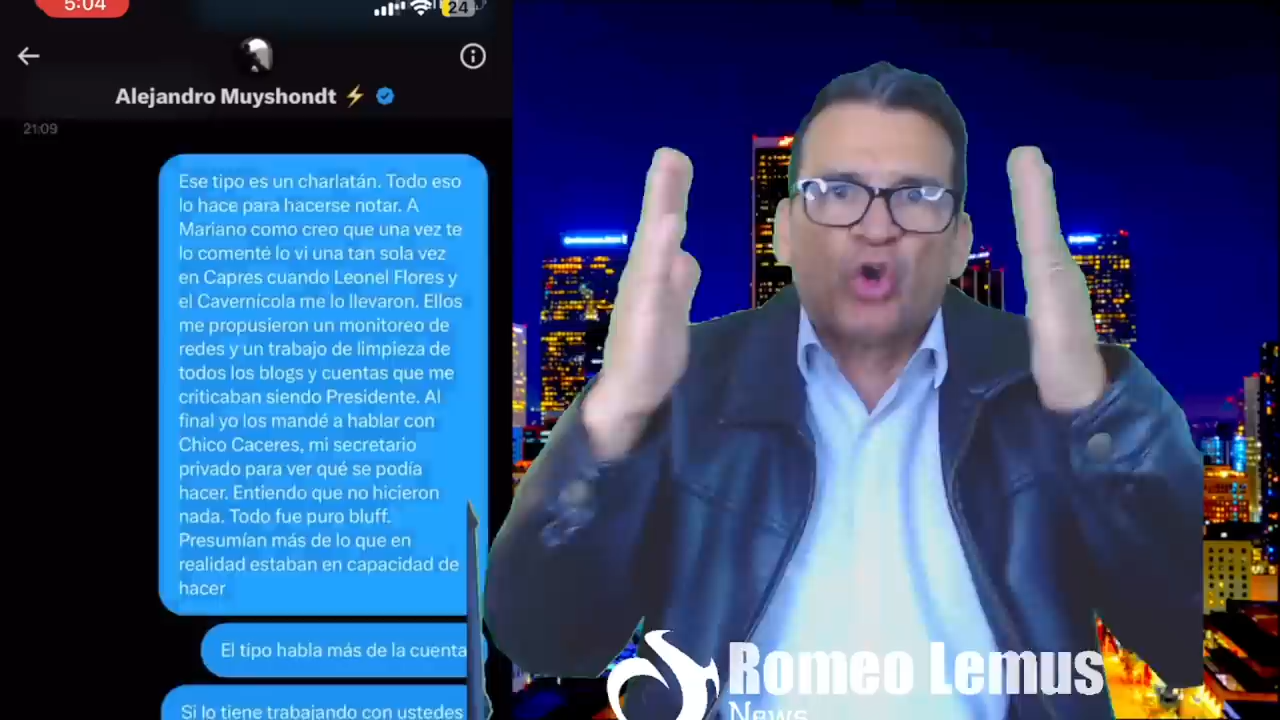 5:04
24
Alejandro Muyshondt
21:09
Ese tipo es un charlatán. Todo eso
lo hace para hacerse notar. A
Mariano como creo que una vez te
lo comenté lo vi una tan sola vez
en Capres cuando Leonel Flores y
el Cavernícola me lo llevaron. Ellos
me propusieron un monitoreo de
redes y un trabajo de limpieza de
todos los blogs y cuentas que me
criticaban siendo Presidente. Al
final yo los mandé a hablar con
Chico Caceres, mi secretario
privado para ver qué se podía
hacer. Entiendo que no hicieron
nada. Todo fue puro bluff.
Presumían más de lo que en
realidad estaban en capacidad de
hacer
El tipo habla más de la cuenta
Si lo tiene trabajando con ustedes
Romeo Lemus
News